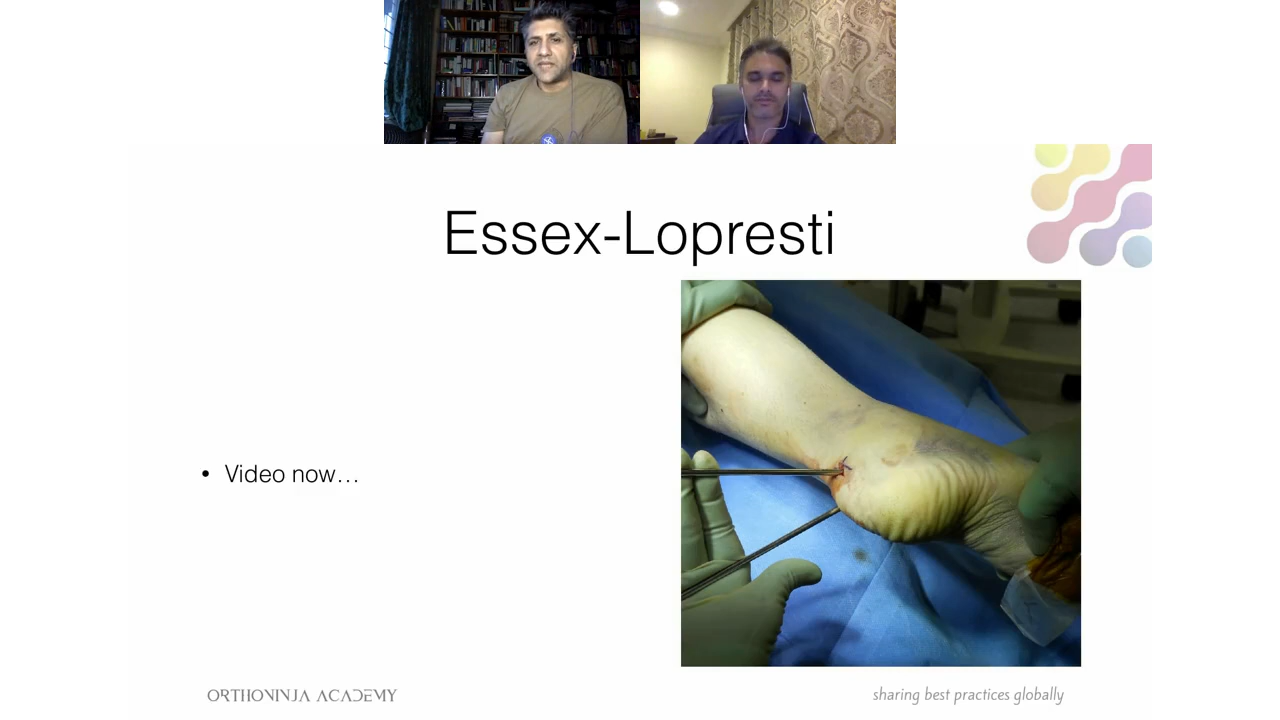 Essex-Lopresti
• Video now…
ORTHONINJA ACADEMY
sharing best practices globally